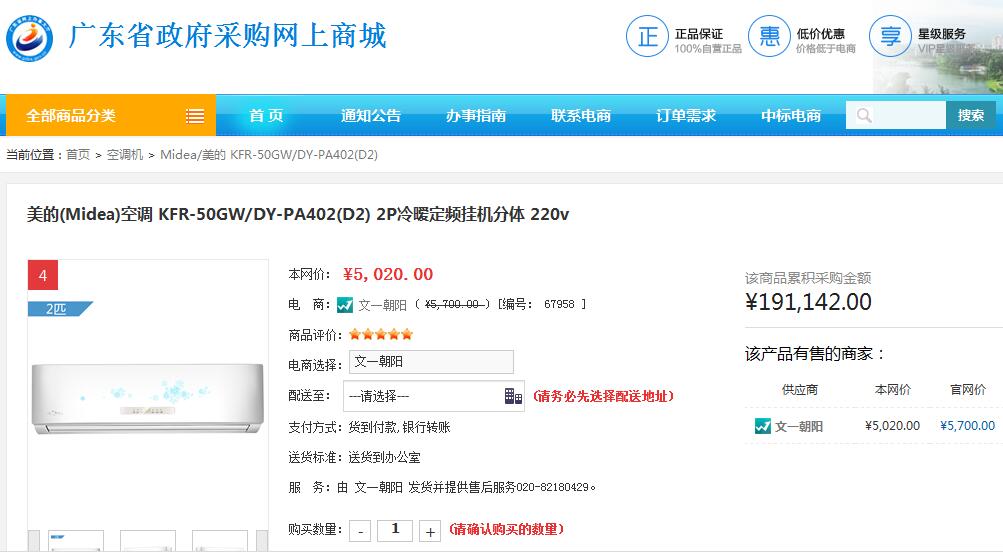 广东省政府采购网上商城
正 正品保证 100%自营正品
惠 低价优惠 价格低于电商
享 星级服务 VIP星级服务
全部商品分类 首 页 通知公告 办事指南 联系电商 订单需求 中标电商 搜索
当前位置：首页 > 空调机 > Midea/美的 KFR-50GW/DY-PA402(D2)
美的(Midea)空调 KFR-50GW/DY-PA402(D2) 2P冷暖定频挂机分体 220v
4
2匹
本网价： ¥5,020.00
电 商： 文一朝阳 ( ¥5,700.00 ) [编号： 67958 ]
商品评价：
电商选择： 文一朝阳
配送至： ---请选择--- (请务必先选择配送地址)
支付方式：货到付款,银行转账
送货标准：送货到办公室
服 务：由 文一朝阳 发货并提供售后服务020-82180429。
购买数量： - 1 + (请确认购买的数量)
该商品累积采购金额
¥191,142.00
该产品有售的商家：
供应商 本网价 官网价
文一朝阳 ¥5,020.00 ¥5,700.00